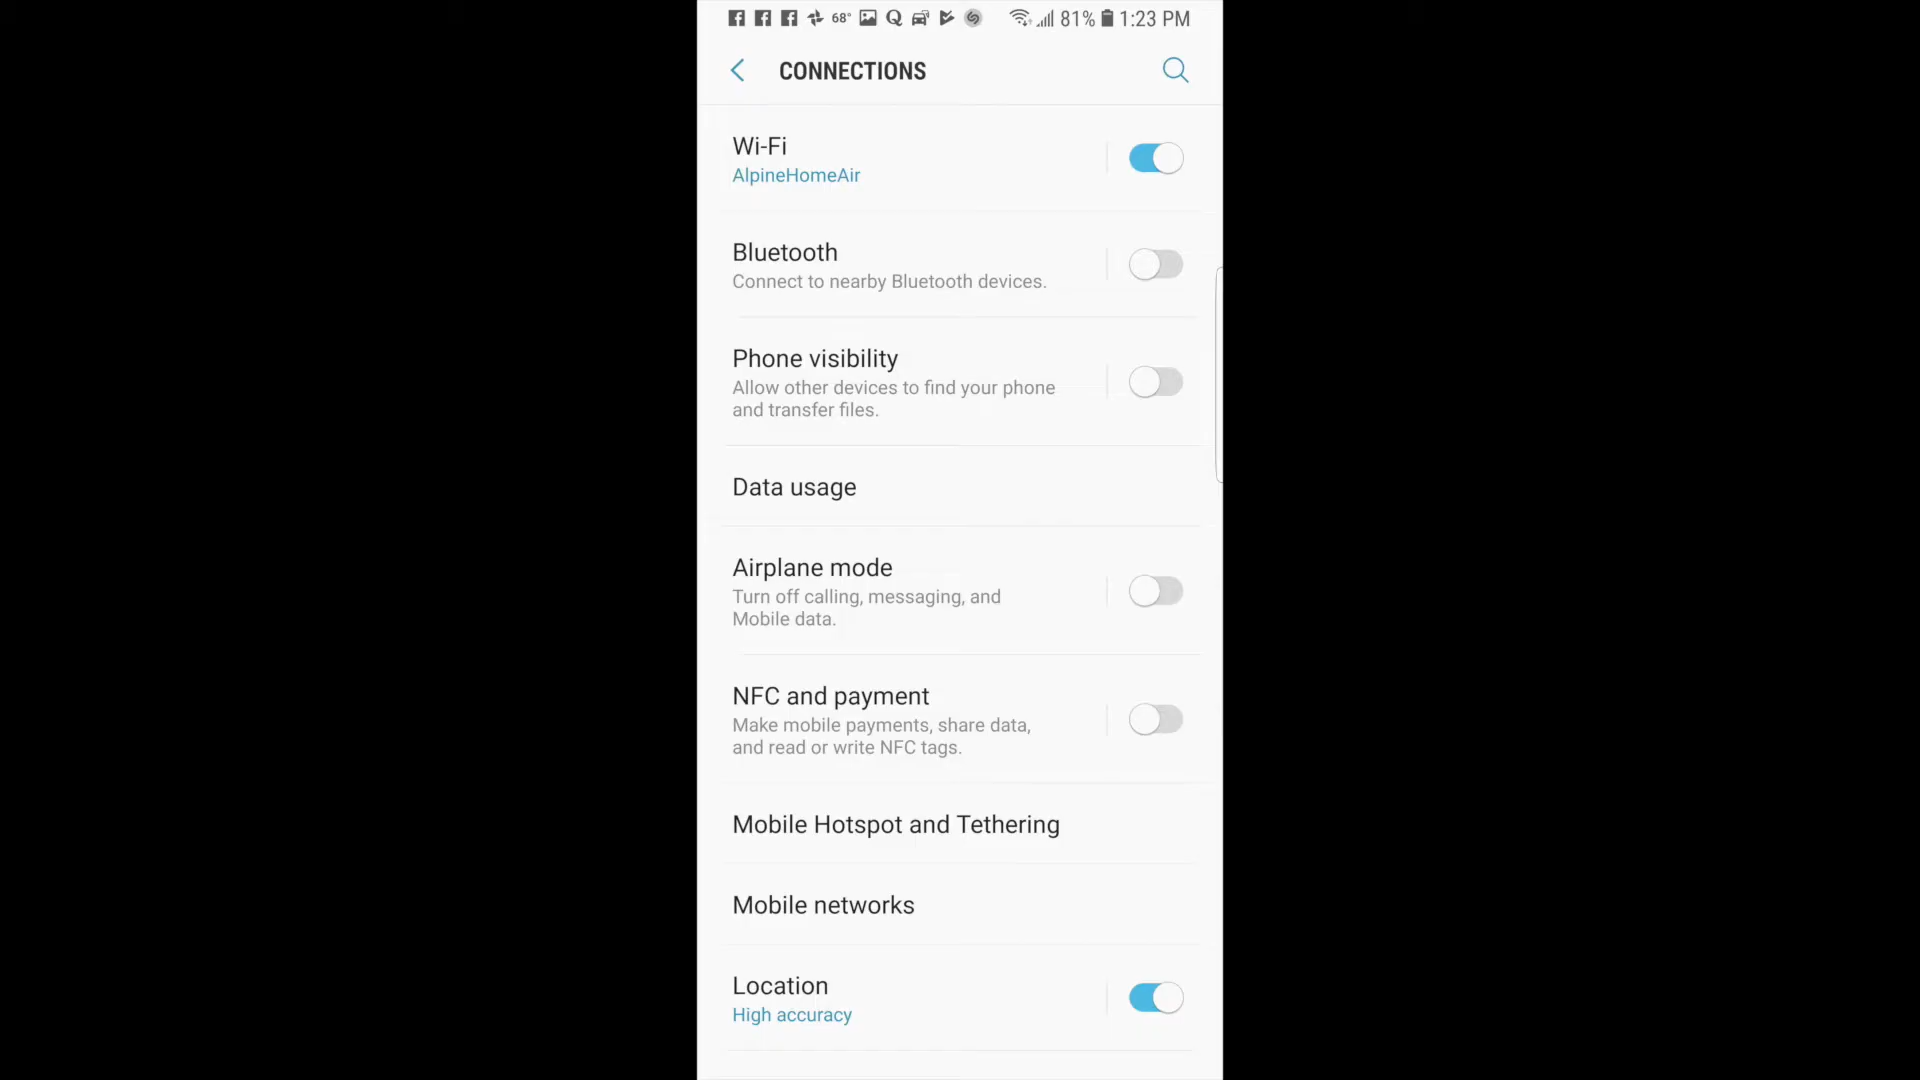 68° 81% 1:23 PM
CONNECTIONS
Wi-Fi
AlpineHomeAir
Bluetooth
Connect to nearby Bluetooth devices.
Phone visibility
Allow other devices to find your phone
and transfer files.
Data usage
Airplane mode
Turn off calling, messaging, and
Mobile data.
NFC and payment
Make mobile payments, share data,
and read or write NFC tags.
Mobile Hotspot and Tethering
Mobile networks
Location
High accuracy